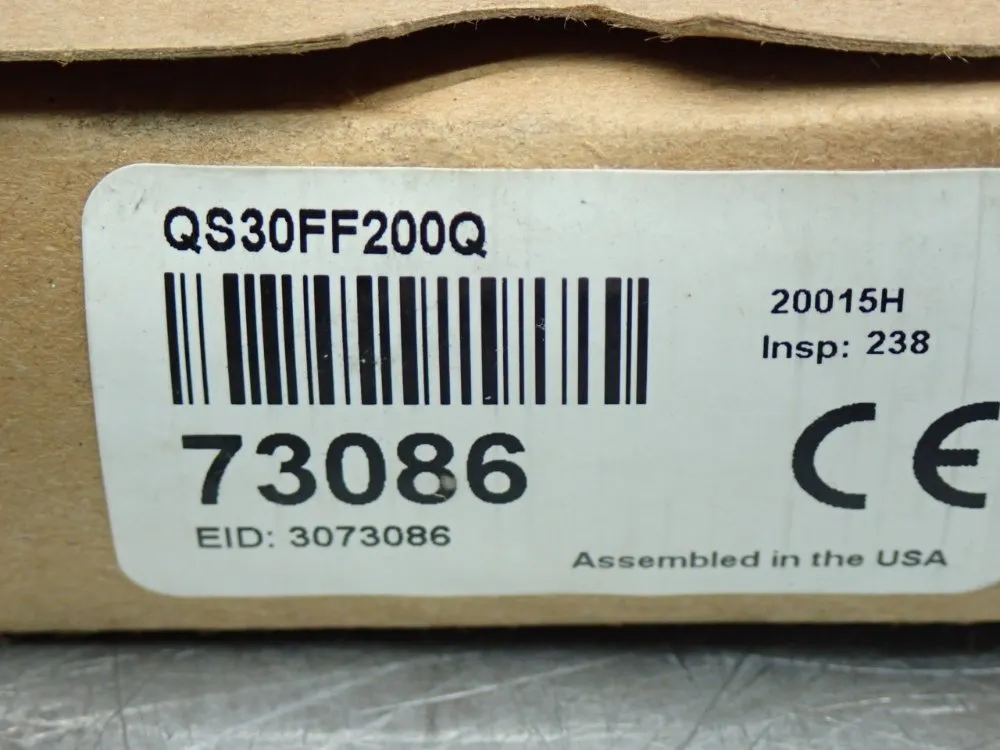 QS30FF200Q
20015H
Insp: 238
73086
CE
EID: 3073086
Assembled in the USA